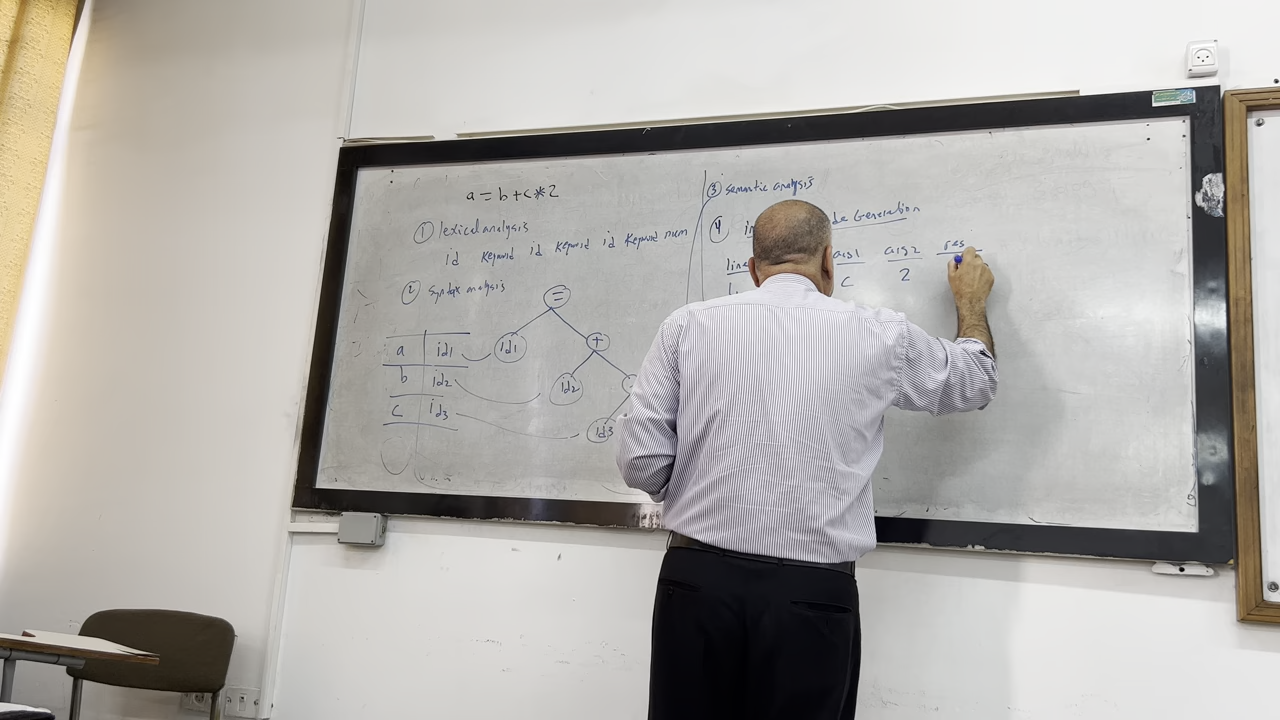 a = b + c * 2
① lexical analysis
id keyword id keyword id keyword num
② syntax analysis
=
id1 +
id2
id3
a id1
b id2
c id3
③ semantic analysis
④ Generation
line arg1 arg2 res
c 2